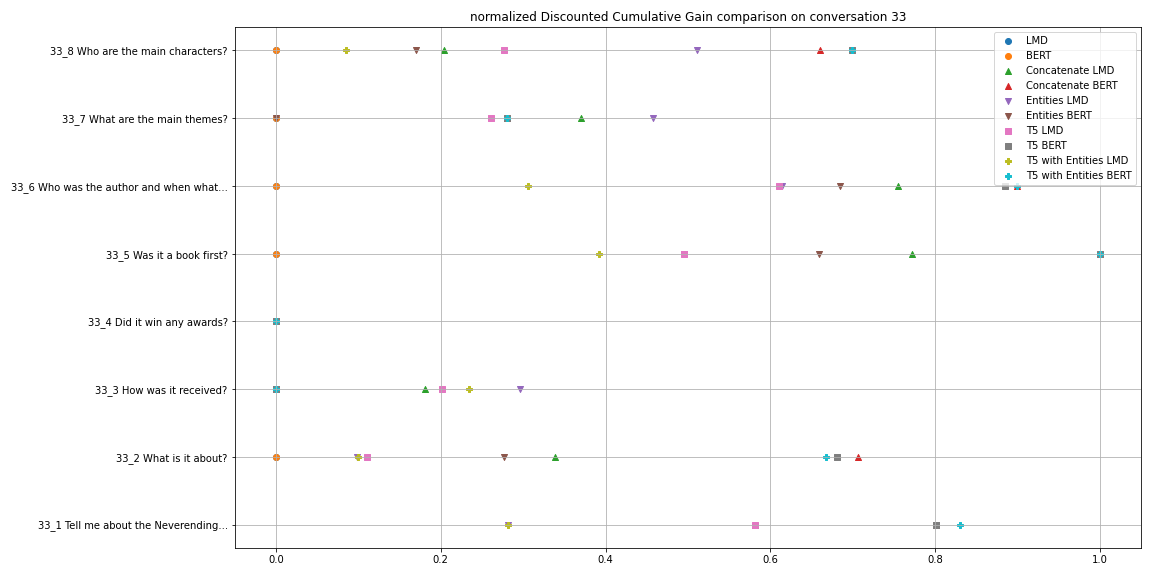 normalized Discounted Cumulative Gain comparison on conversation 33
33_8 Who are the main characters?
33_7 What are the main themes?
33_6 Who was the author and when what...
33_5 Was it a book first?
33_4 Did it win any awards?
33_3 How was it received?
33_2 What is it about?
33_1 Tell me about the Neverending...
LMD
BERT
Concatenate LMD
Concatenate BERT
Entities LMD
Entities BERT
T5 LMD
T5 BERT
T5 with Entities LMD
T5 with Entities BERT
0.0 0.2 0.4 0.6 0.8 1.0